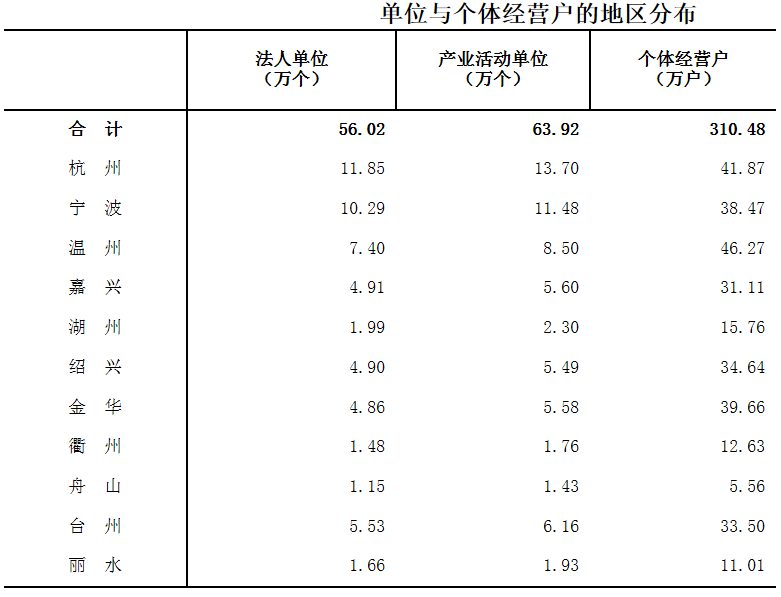 单位与个体经营户的地区分布
法人单位（万个） 产业活动单位（万个） 个体经营户（万户）
合 计 56.02 63.92 310.48
杭 州 11.85 13.70 41.87
宁 波 10.29 11.48 38.47
温 州 7.40 8.50 46.27
嘉 兴 4.91 5.60 31.11
湖 州 1.99 2.30 15.76
绍 兴 4.90 5.49 34.64
金 华 4.86 5.58 39.66
衢 州 1.48 1.76 12.63
舟 山 1.15 1.43 5.56
台 州 5.53 6.16 33.50
丽 水 1.66 1.93 11.01